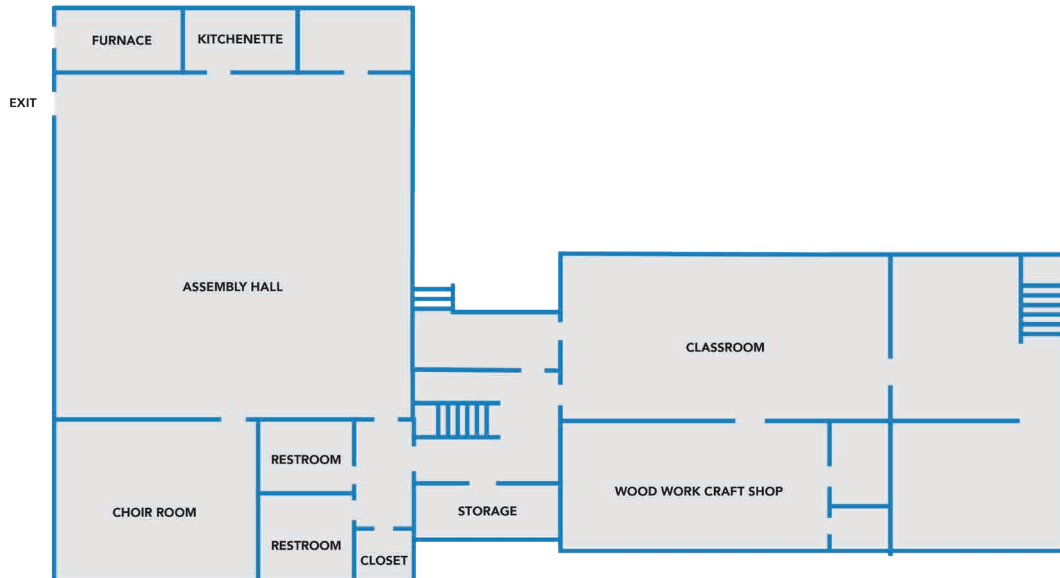 FURNACE
KITCHENETTE
EXIT
ASSEMBLY HALL
CLASSROOM
RESTROOM
WOOD WORK CRAFT SHOP
CHOIR ROOM
STORAGE
RESTROOM
CLOSET